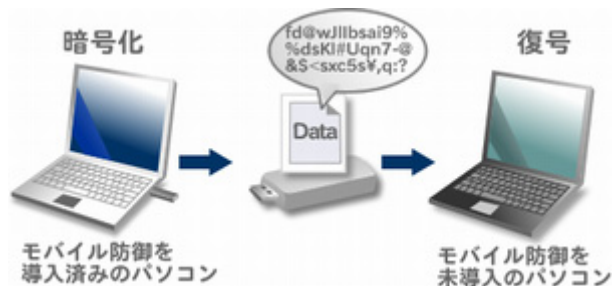 暗号化
fd@wJllbsai9%
%dsKl#Uqn7-@
&S<sxc5s¥,q:?
復号
Data
モバイル防御を
導入済みのパソコン
モバイル防御を
未導入のパソコン